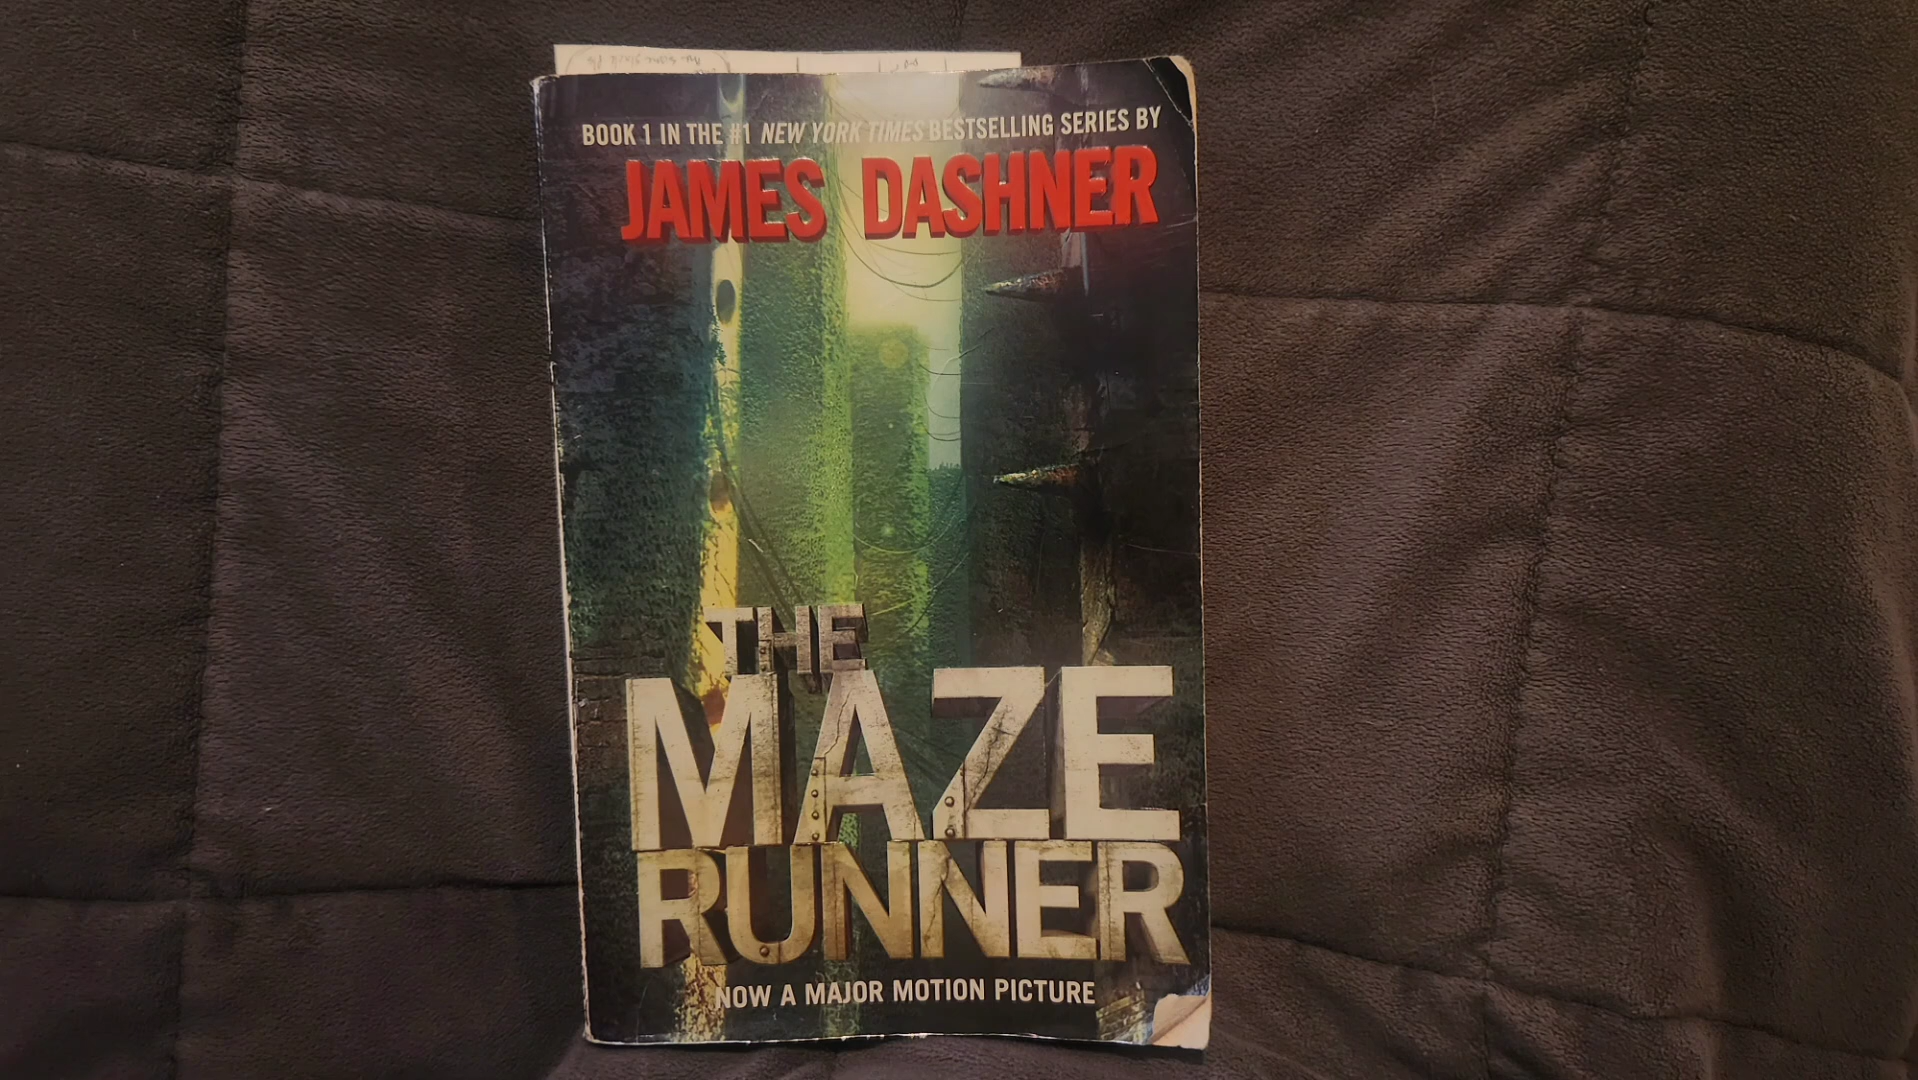 BOOK 1 IN THE #1 NEW YORK TIMES BESTSELLING SERIES BY
JAMES DASHNER
THE
MAZE
RUNNER
NOW A MAJOR MOTION PICTURE